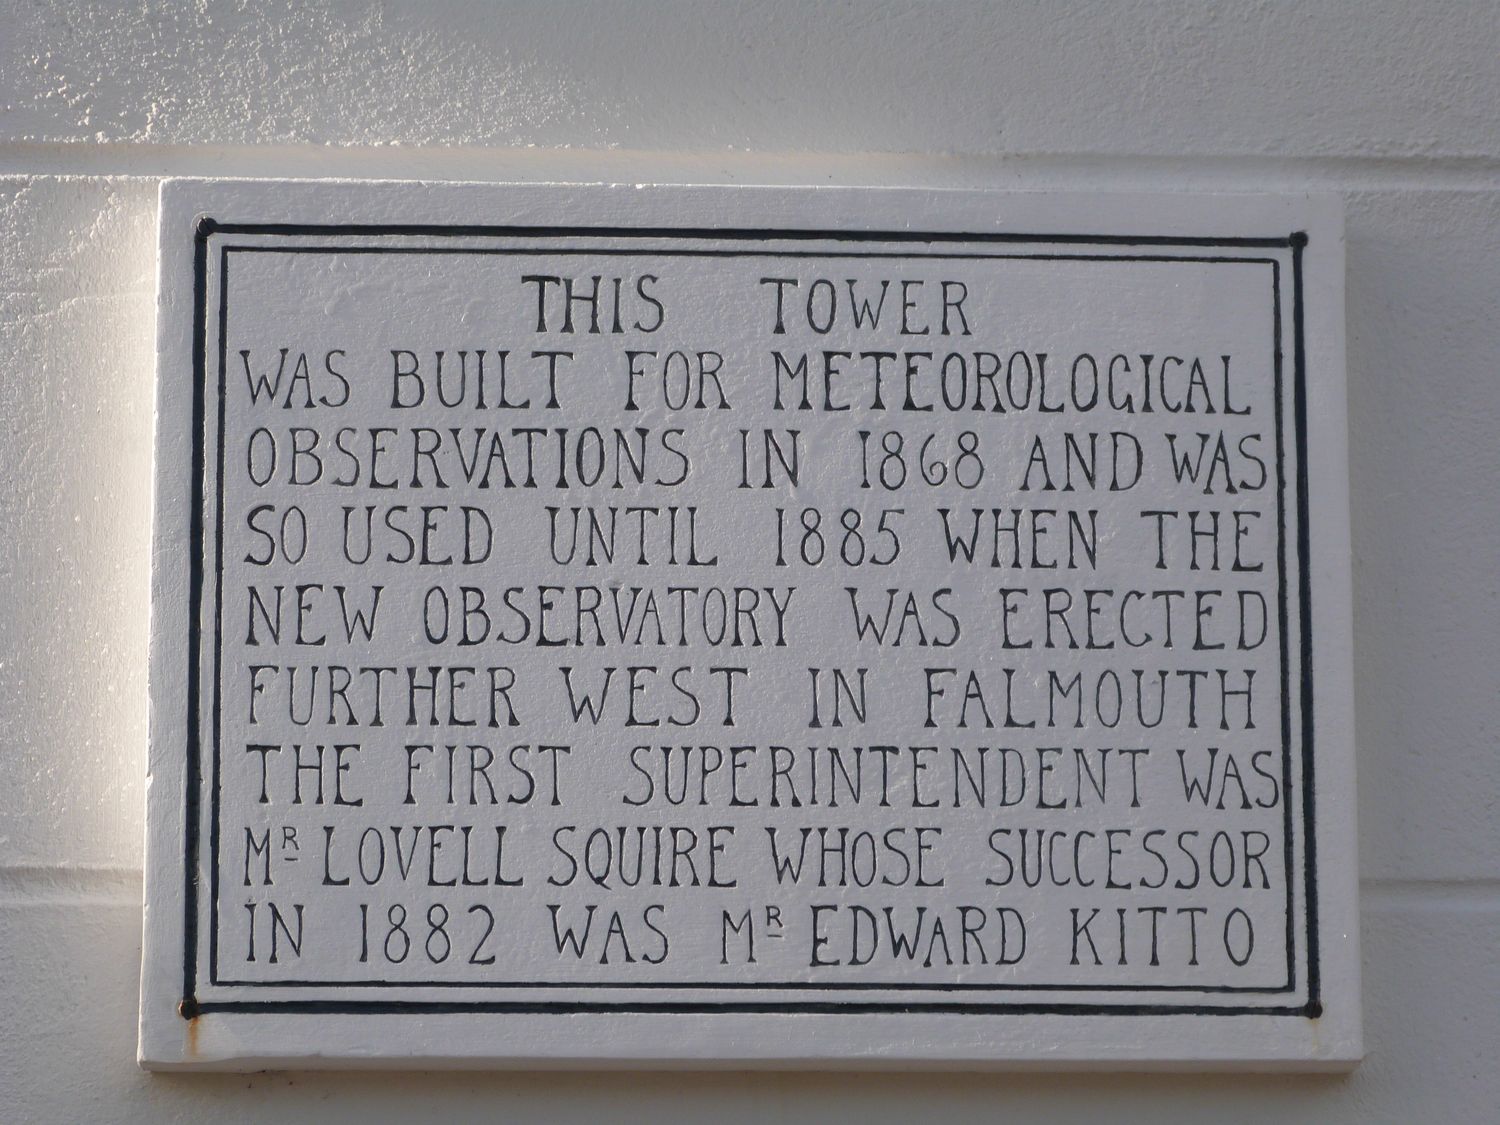 THIS TOWER
WAS BUILT FOR METEOROLOGICAL
OBSERVATIONS IN 1868 AND WAS
SO USED UNTIL 1885 WHEN THE
NEW OBSERVATORY WAS ERECTED
FURTHER WEST IN FALMOUTH
THE FIRST SUPERINTENDENT WAS
MR LOVELL SQUIRE WHOSE SUCCESSOR
IN 1882 WAS MR EDWARD KITTO